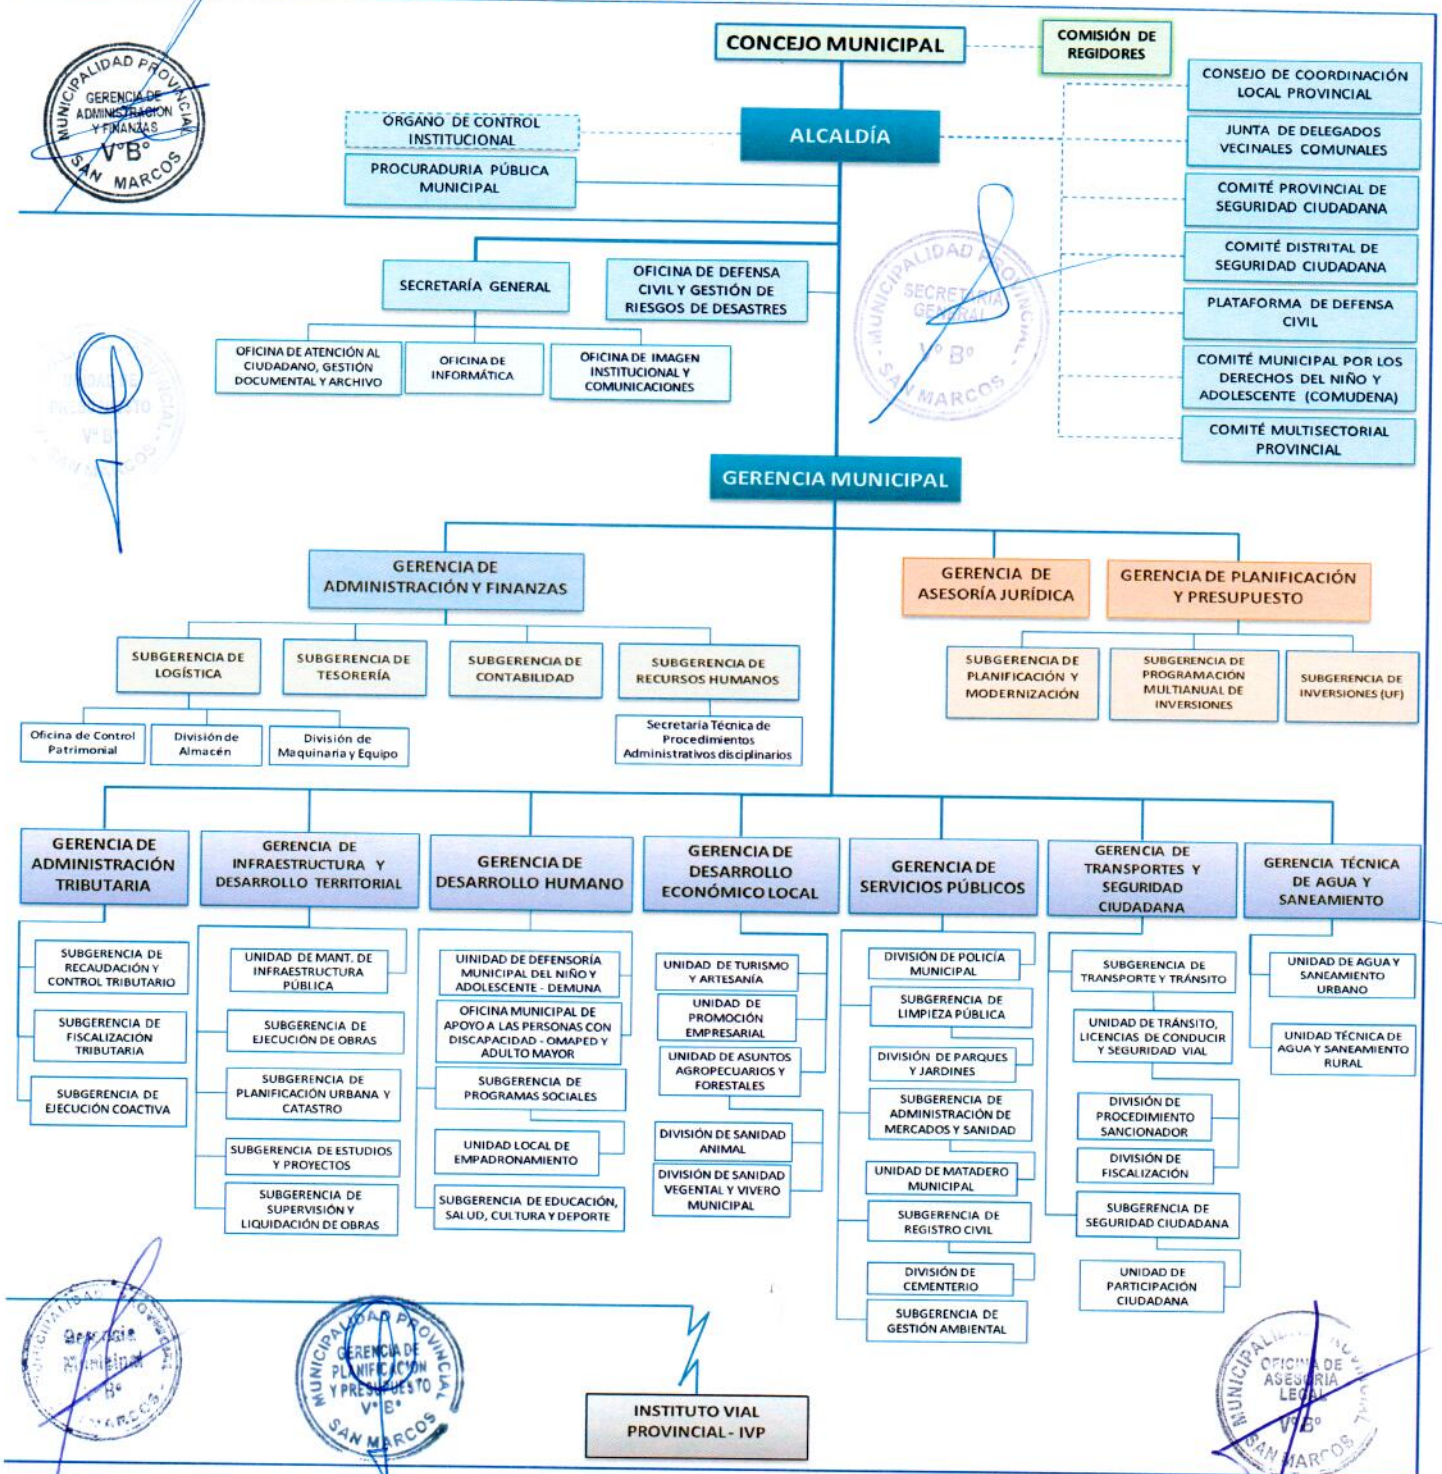 CONCEJO MUNICIPAL
COMISIÓN DE
REGIDORES
MUNICIPALIDAD PROVINCIAL
GERENCIA DE
ADMINISTRACIÓN
Y FINANZAS
V°B°
SAN MARCOS
ORGANO DE CONTROL
INSTITUCIONAL
ALCALDÍA
PROCURADURIA PÚBLICA
MUNICIPAL
CONSEJO DE COORDINACIÓN
LOCAL PROVINCIAL
JUNTA DE DELEGADOS
VECINALES COMUNALES
COMITÉ PROVINCIAL DE
SEGURIDAD CIUDADANA
COMITÉ DISTRITAL DE
SEGURIDAD CIUDADANA
PLATAFORMA DE DEFENSA
CIVIL
COMITÉ MUNICIPAL POR LOS
DERECHOS DEL NIÑO Y
ADOLESCENTE (COMUDENA)
COMITÉ MULTISECTORIAL
PROVINCIAL
SECRETARÍA GENERAL
OFICINA DE DEFENSA
CIVIL Y GESTIÓN DE
RIESGOS DE DESASTRES
MUNICIPALIDAD PROVINCIAL
SECRETARIA
GENERAL
V° B°
SAN MARCOS
OFICINA DE ATENCIÓN AL
CIUDADANO, GESTIÓN
DOCUMENTAL Y ARCHIVO
OFICINA DE
INFORMÁTICA
OFICINA DE IMAGEN
INSTITUCIONAL Y
COMUNICACIONES
V° B°
SAN MARCOS
GERENCIA MUNICIPAL
GERENCIA DE
ADMINISTRACIÓN Y FINANZAS
GERENCIA DE
ASESORÍA JURÍDICA
GERENCIA DE PLANIFICACIÓN
Y PRESUPUESTO
SUBGERENCIA DE
LOGÍSTICA
SUBGERENCIA DE
TESORERÍA
SUBGERENCIA DE
CONTABILIDAD
SUBGERENCIA DE
RECURSOS HUMANOS
SUBGERENCIA DE
PLANIFICACIÓN Y
MODERNIZACIÓN
SUBGERENCIA DE
PROGRAMACIÓN
MULTIANUAL DE
INVERSIONES
SUBGERENCIA DE
INVERSIONES (UF)
Oficina de Control
Patrimonial
División de
Almacén
División de
Maquinaria y Equipo
Secretaria Técnica de
Procedimientos
Administrativos disciplinarios
GERENCIA DE
ADMINISTRACIÓN
TRIBUTARIA
GERENCIA DE
INFRAESTRUCTURA Y
DESARROLLO TERRITORIAL
GERENCIA DE
DESARROLLO HUMANO
GERENCIA DE
DESARROLLO
ECONÓMICO LOCAL
GERENCIA DE
SERVICIOS PÚBLICOS
GERENCIA DE
TRANSPORTES Y
SEGURIDAD
CIUDADANA
GERENCIA TÉCNICA
DE AGUA Y
SANEAMIENTO
SUBGERENCIA DE
RECAUDACIÓN Y
CONTROL TRIBUTARIO
SUBGERENCIA DE
FISCALIZACIÓN
TRIBUTARIA
SUBGERENCIA DE
EJECUCIÓN COACTIVA
UNIDAD DE MANT. DE
INFRAESTRUCTURA
PÚBLICA
SUBGERENCIA DE
EJECUCIÓN DE OBRAS
SUBGERENCIA DE
PLANIFICACIÓN URBANA Y
CATASTRO
SUBGERENCIA DE ESTUDIOS
Y PROYECTOS
SUBGERENCIA DE
SUPERVISIÓN Y
LIQUIDACIÓN DE OBRAS
UINIDAD DE DEFENSORÍA
MUNICIPAL DEL NIÑO Y
ADOLESCENTE - DEMUNA
OFICINA MUNICIPAL DE
APOYO A LAS PERSONAS CON
DISCAPACIDAD - OMAPED Y
ADULTO MAYOR
SUBGERENCIA DE
PROGRAMAS SOCIALES
UNIDAD LOCAL DE
EMPADRONAMIENTO
SUBGERENCIA DE EDUCACIÓN,
SALUD, CULTURA Y DEPORTE
UNIDAD DE TURISMO
Y ARTESANÍA
UNIDAD DE
PROMOCIÓN
EMPRESARIAL
UNIDAD DE ASUNTOS
AGROPECUARIOS Y
FORESTALES
DIVISIÓN DE SANIDAD
ANIMAL
DIVISIÓN DE SANIDAD
VEGENTAL Y VIVERO
MUNICIPAL
DIVISIÓN DE POLICÍA
MUNICIPAL
SUBGERENCIA DE
LIMPIEZA PÚBLICA
DIVISIÓN DE PARQUES
Y JARDINES
SUBGERENCIA DE
ADMINISTRACIÓN DE
MERCADOS Y SANIDAD
UNIDAD DE MATADERO
MUNICIPAL
SUBGERENCIA DE
REGISTRO CIVIL
DIVISIÓN DE
CEMENTERIO
SUBGERENCIA DE
GESTIÓN AMBIENTAL
SUBGERENCIA DE
TRANSPORTE Y TRÁNSITO
UNIDAD DE TRÁNSITO,
LICENCIAS DE CONDUCIR
Y SEGURIDAD VIAL
DIVISIÓN DE
PROCEDIMIENTO
SANCIONADOR
DIVISIÓN DE
FISCALIZACIÓN
SUBGERENCIA DE
SEGURIDAD CIUDADANA
UNIDAD DE
PARTICIPACIÓN
CIUDADANA
UNIDAD DE AGUA Y
SANEAMIENTO
URBANO
UNIDAD TÉCNICA DE
AGUA Y SANEAMIENTO
RURAL
Gerencia
Municipal
MUNICIPALIDAD PROVINCIAL
GERENCIA DE
PLANIFICACIÓN
Y PRESUPUESTO
V° B°
SAN MARCOS
INSTITUTO VIAL
PROVINCIAL - IVP
OFICINA DE
ASESORIA
LEGAL
V° B°
SAN MARCOS